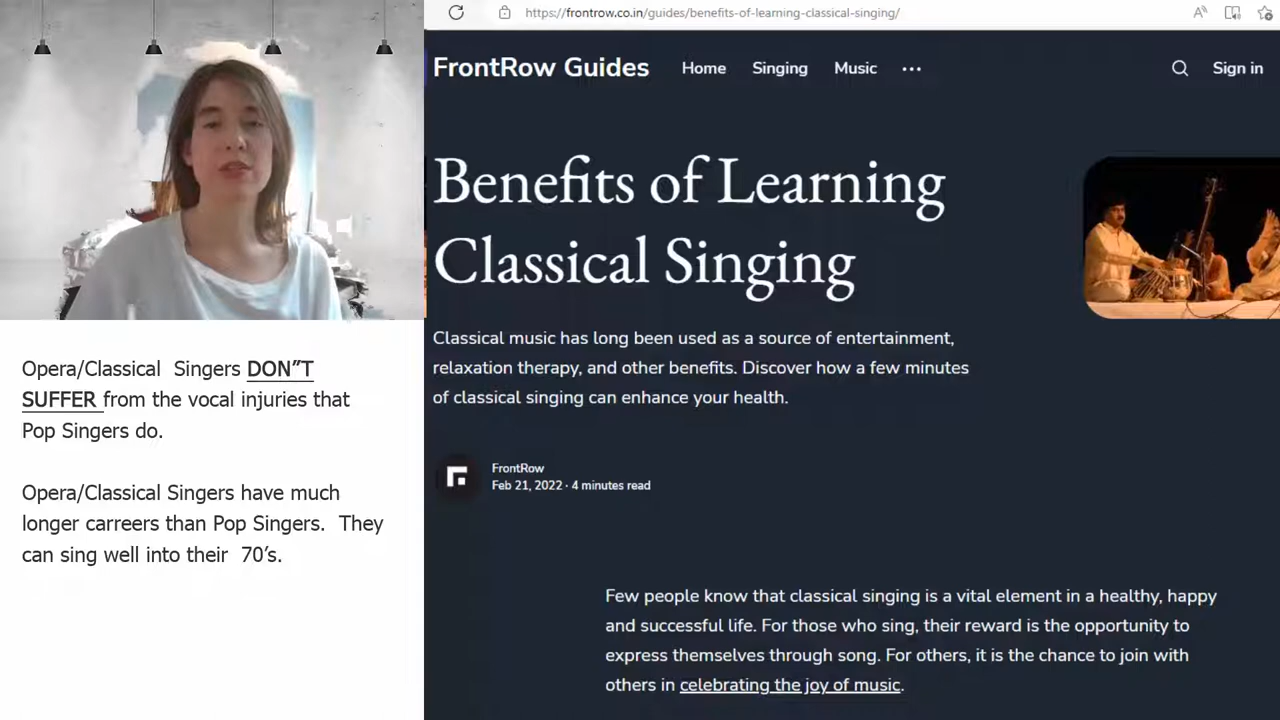 https://frontrow.co.in/guides/benefits-of-learning-classical-singing/
FrontRow Guides
Home
Singing
Music
Sign in
Benefits of Learning
Classical Singing
Classical music has long been used as a source of entertainment,
relaxation therapy, and other benefits. Discover how a few minutes
of classical singing can enhance your health.
FrontRow
Feb 21, 2022 · 4 minutes read
Few people know that classical singing is a vital element in a healthy, happy
and successful life. For those who sing, their reward is the opportunity to
express themselves through song. For others, it is the chance to join with
others in celebrating the joy of music.
Opera/Classical Singers DON"T
SUFFER from the vocal injuries that
Pop Singers do.
Opera/Classical Singers have much
longer carreers than Pop Singers. They
can sing well into their 70's.